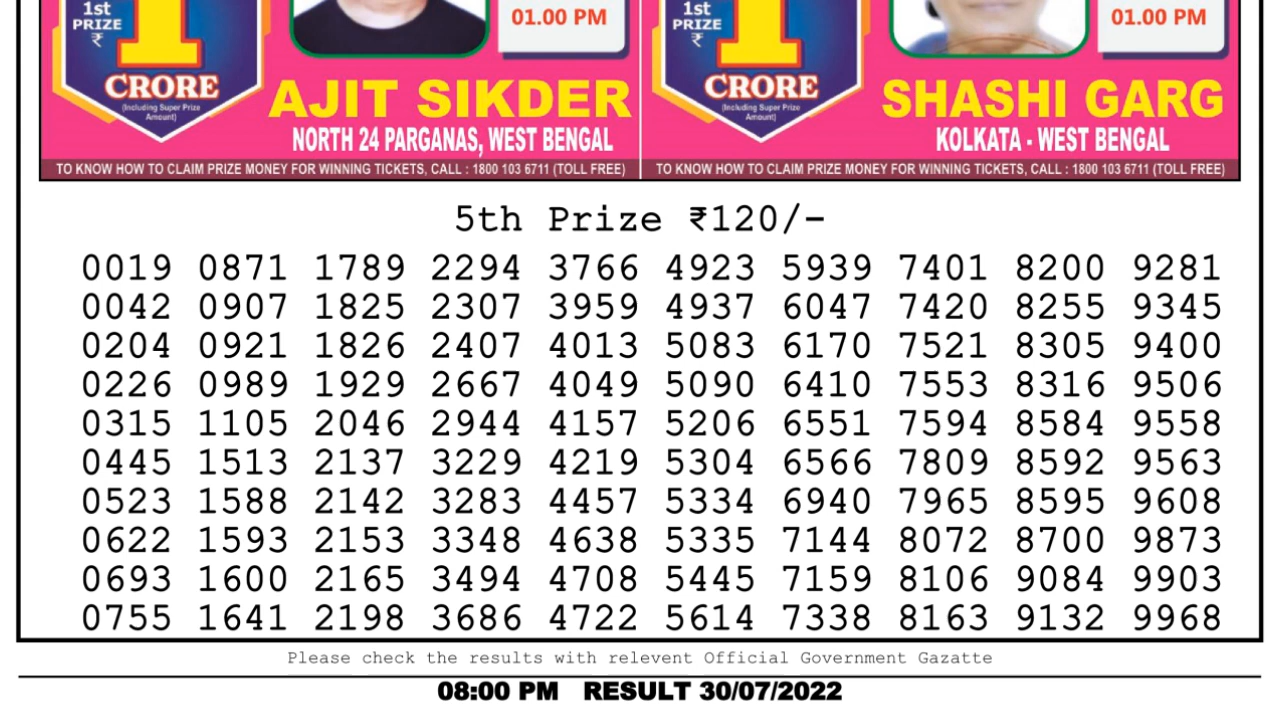 1st
PRIZE
₹
1
CRORE
(Including Super Prize
Amount)
01.00 PM
AJIT SIKDER
NORTH 24 PARGANAS, WEST BENGAL
TO KNOW HOW TO CLAIM PRIZE MONEY FOR WINNING TICKETS, CALL : 1800 103 6711 (TOLL FREE)
1st
PRIZE
₹
1
CRORE
(Including Super Prize
Amount)
01.00 PM
SHASHI GARG
KOLKATA - WEST BENGAL
TO KNOW HOW TO CLAIM PRIZE MONEY FOR WINNING TICKETS, CALL : 1800 103 6711 (TOLL FREE)
5th Prize ₹120/-
0019 0871 1789 2294 3766 4923 5939 7401 8200 9281
0042 0907 1825 2307 3959 4937 6047 7420 8255 9345
0204 0921 1826 2407 4013 5083 6170 7521 8305 9400
0226 0989 1929 2667 4049 5090 6410 7553 8316 9506
0315 1105 2046 2944 4157 5206 6551 7594 8584 9558
0445 1513 2137 3229 4219 5304 6566 7809 8592 9563
0523 1588 2142 3283 4457 5334 6940 7965 8595 9608
0622 1593 2153 3348 4638 5335 7144 8072 8700 9873
0693 1600 2165 3494 4708 5445 7159 8106 9084 9903
0755 1641 2198 3686 4722 5614 7338 8163 9132 9968
Please check the results with relevent Official Government Gazatte
08:00 PM RESULT 30/07/2022